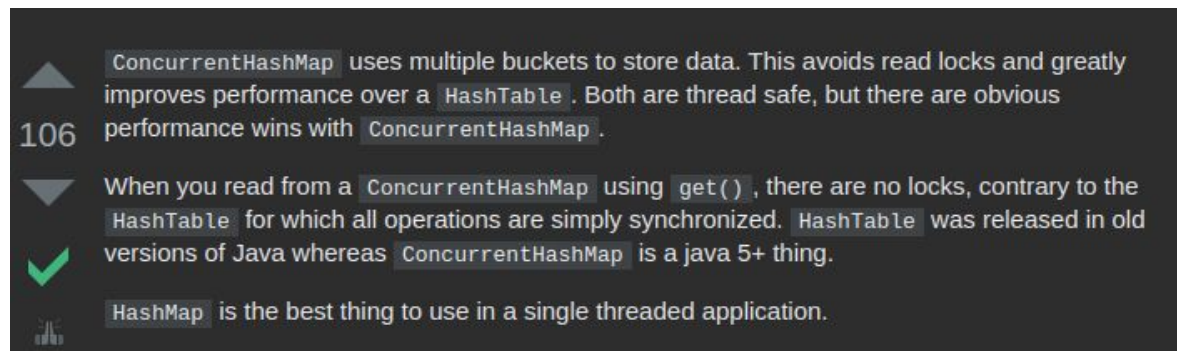 ConcurrentHashMap uses multiple buckets to store data. This avoids read locks and greatly
improves performance over a HashTable. Both are thread safe, but there are obvious
106
performance wins with ConcurrentHashMap.
When you read from a ConcurrentHashMap using get(), there are no locks, contrary to the
HashTable for which all operations are simply synchronized. HashTable was released in old
versions of Java whereas ConcurrentHashMap is a java 5+ thing.
HashMap is the best thing to use in a single threaded application.